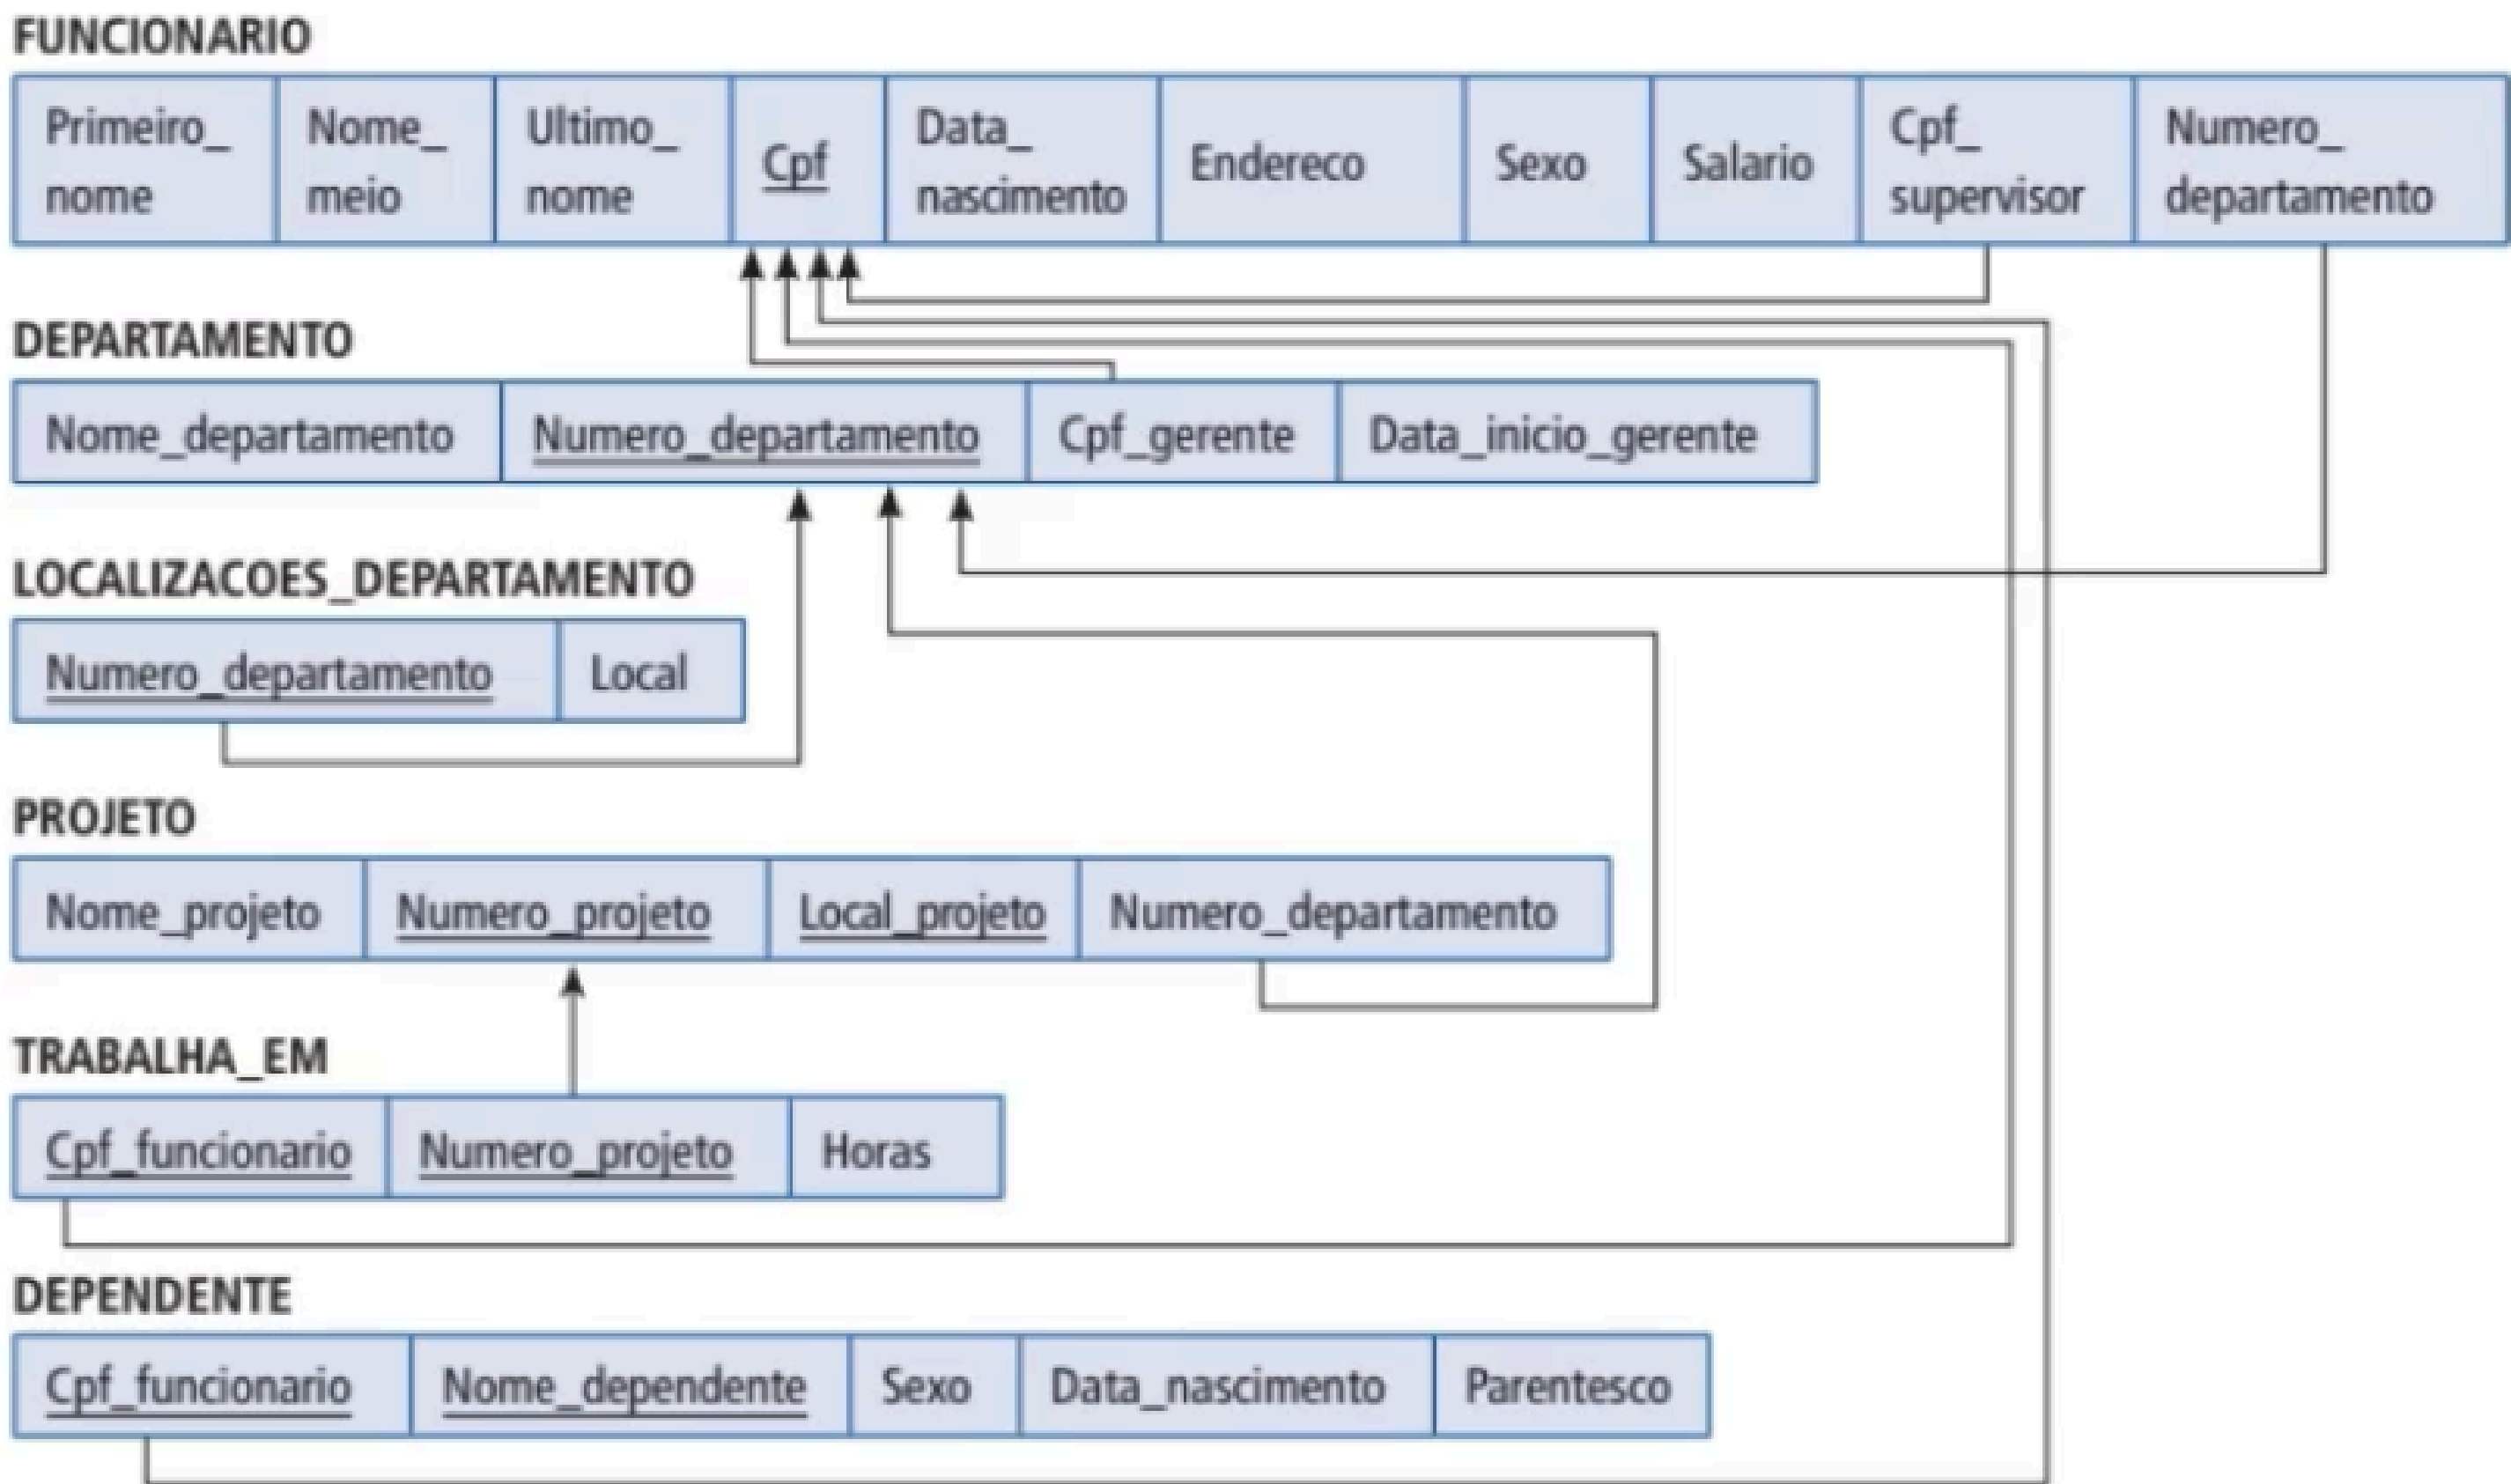 FUNCIONARIO
Primeiro_ nome Nome_ meio Ultimo_ nome Cpf Data_ nascimento Endereco Sexo Salario Cpf_ supervisor Numero_ departamento
DEPARTAMENTO
Nome_departamento Numero_departamento Cpf_gerente Data_inicio_gerente
LOCALIZACOES_DEPARTAMENTO
Numero_departamento Local
PROJETO
Nome_projeto Numero_projeto Local_projeto Numero_departamento
TRABALHA_EM
Cpf_funcionario Numero_projeto Horas
DEPENDENTE
Cpf_funcionario Nome_dependente Sexo Data_nascimento Parentesco